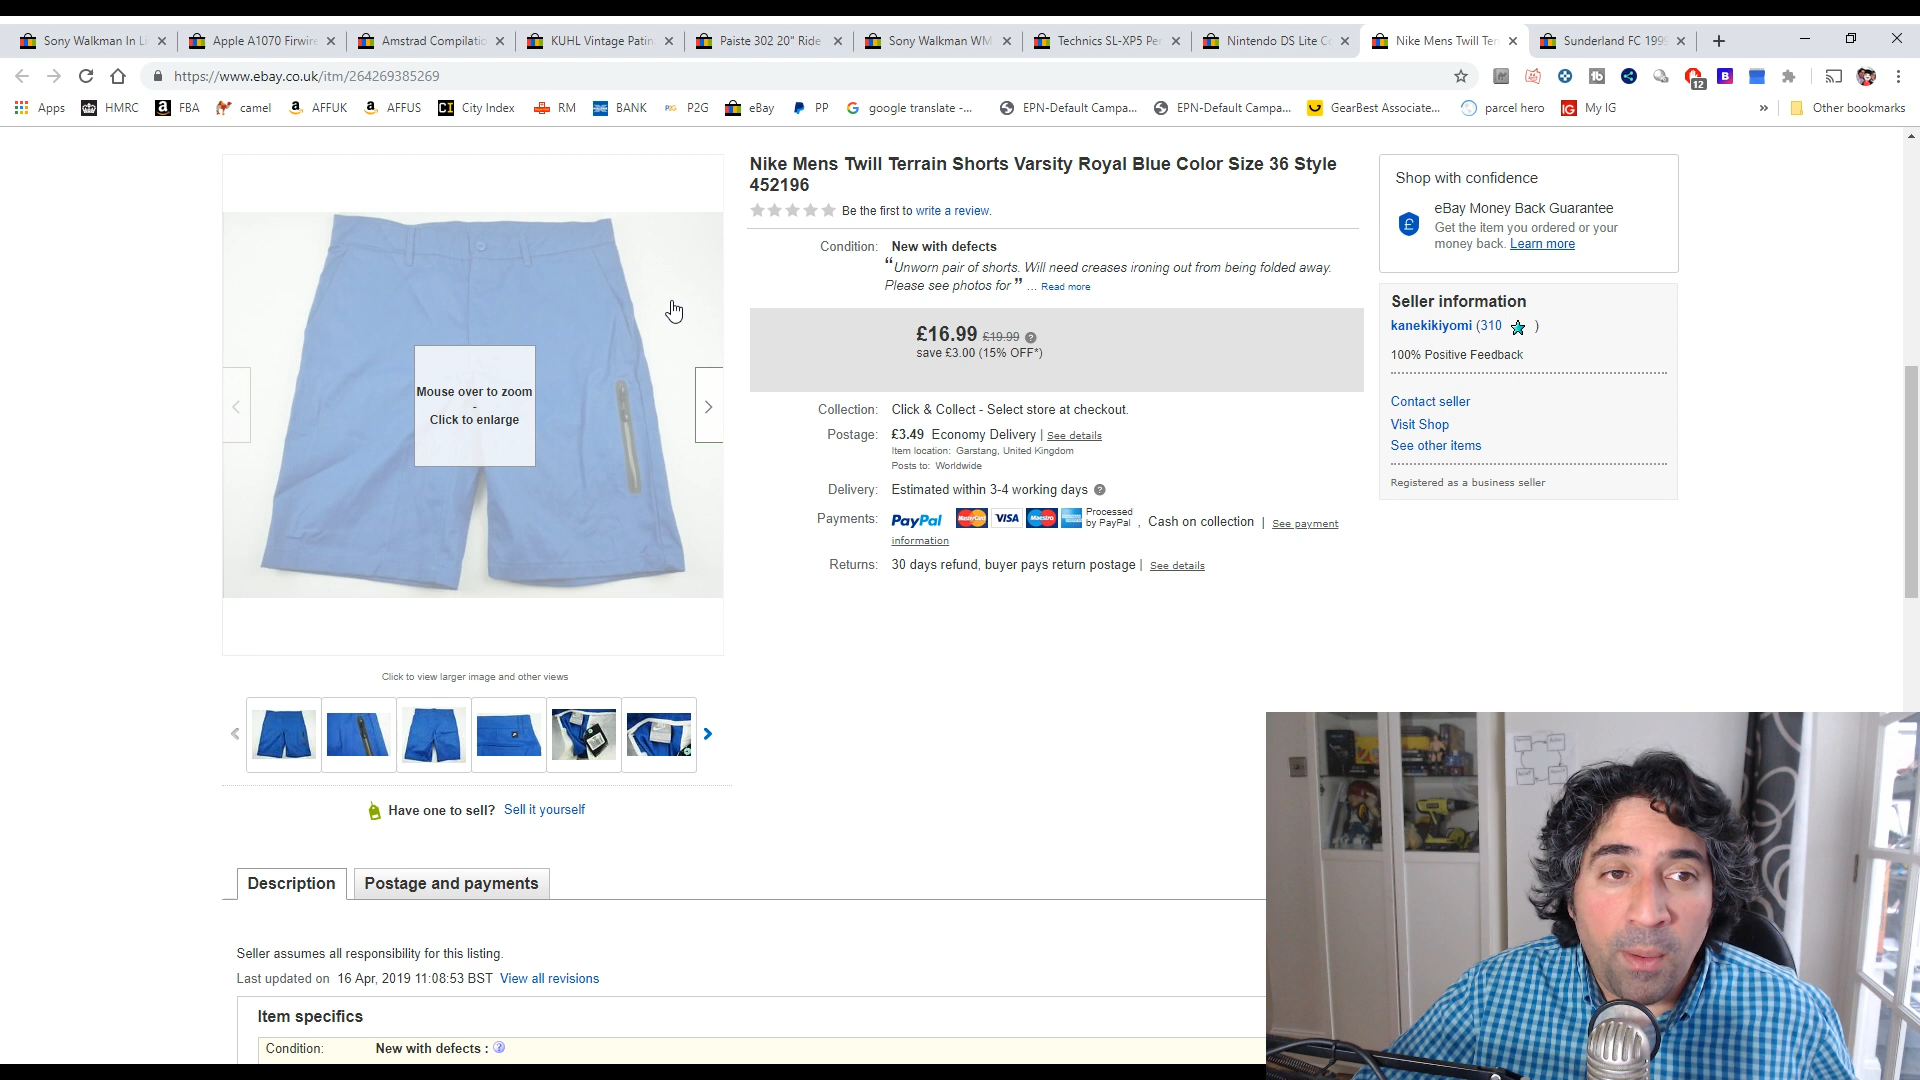 Sony Walkman In Li
Apple A1070 Firwire
Amstrad Compilatio
KUHL Vintage Patin
Paiste 302 20" Ride
Sony Walkman WM
Technics SL-XP5 Per
Nintendo DS Lite Co
Nike Mens Twill Terr
Sunderland FC 199
https://www.ebay.co.uk/itm/264269385269
12
Apps
HMRC
FBA
camel
AFFUK
AFFUS
City Index
RM
BANK
P2G
eBay
PP
google translate -...
EPN-Default Campa...
EPN-Default Campa...
GearBest Associate...
parcel hero
My IG
»
Other bookmarks
Nike Mens Twill Terrain Shorts Varsity Royal Blue Color Size 36 Style
452196
Be the first to write a review.
Condition: New with defects
“Unworn pair of shorts. Will need creases ironing out from being folded away.
Please see photos for ” ... Read more
£16.99 £19.99
save £3.00 (15% OFF*)
Collection: Click & Collect - Select store at checkout.
Postage: £3.49 Economy Delivery | See details
Item location: Garstang, United Kingdom
Posts to: Worldwide
Delivery: Estimated within 3-4 working days
Payments: PayPal MasterCard VISA Maestro Processed
by PayPal , Cash on collection | See payment
information
Returns: 30 days refund, buyer pays return postage | See details
Shop with confidence
eBay Money Back Guarantee
Get the item you ordered or your
money back. Learn more
Seller information
kanekikiyomi (310 )
100% Positive Feedback
Contact seller
Visit Shop
See other items
Registered as a business seller
Mouse over to zoom
-
Click to enlarge
Click to view larger image and other views
Have one to sell? Sell it yourself
Description
Postage and payments
Seller assumes all responsibility for this listing.
Last updated on 16 Apr, 2019 11:08:53 BST View all revisions
Item specifics
Condition: New with defects :